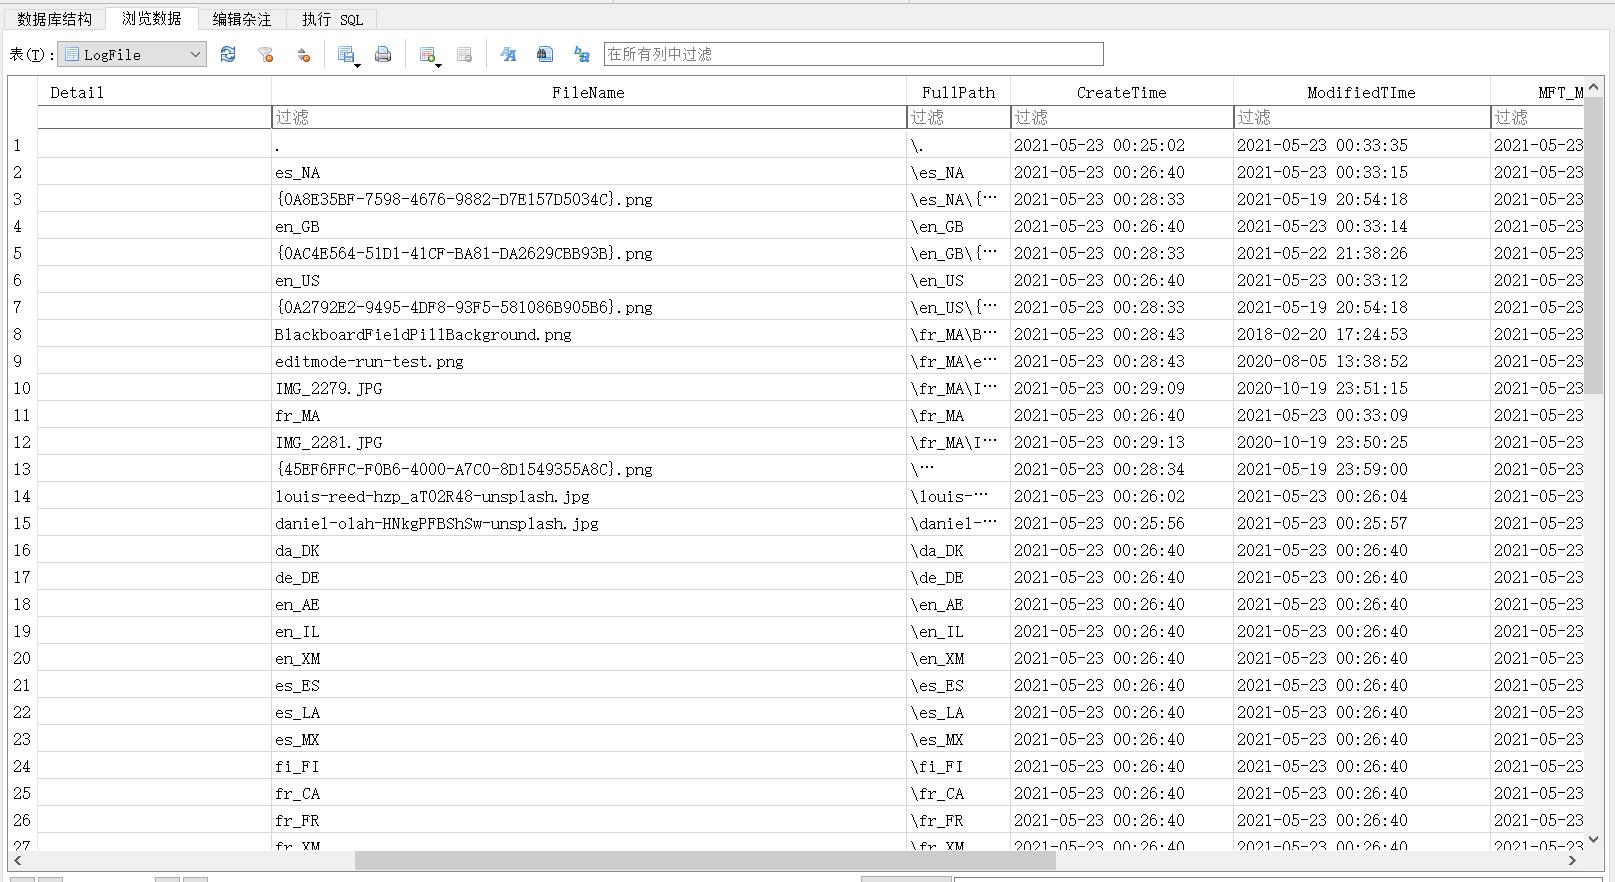 数据库结构 浏览数据 编辑杂注 执行 SQL
表(T): LogFile 在所有列中过滤
Detail FileName FullPath CreateTime ModifiedTIme MFT_M
过滤 过滤 过滤 过滤 过滤
1 . \. 2021-05-23 00:25:02 2021-05-23 00:33:35 2021-05-23
2 es_NA \es_NA 2021-05-23 00:26:40 2021-05-23 00:33:15 2021-05-23
3 {0A8E35BF-7598-4676-9882-D7E157D5034C}.png \es_NA\{… 2021-05-23 00:28:33 2021-05-19 20:54:18 2021-05-23
4 en_GB \en_GB 2021-05-23 00:26:40 2021-05-23 00:33:14 2021-05-23
5 {0AC4E564-51D1-41CF-BA81-DA2629CBB93B}.png \en_GB\{… 2021-05-23 00:28:33 2021-05-22 21:38:26 2021-05-23
6 en_US \en_US 2021-05-23 00:26:40 2021-05-23 00:33:12 2021-05-23
7 {0A2792E2-9495-4DF8-93F5-581086B905B6}.png \en_US\{… 2021-05-23 00:28:33 2021-05-19 20:54:18 2021-05-23
8 BlackboardFieldPillBackground.png \fr_MA\B… 2021-05-23 00:28:43 2018-02-20 17:24:53 2021-05-23
9 editmode-run-test.png \fr_MA\e… 2021-05-23 00:28:43 2020-08-05 13:38:52 2021-05-23
10 IMG_2279.JPG \fr_MA\I… 2021-05-23 00:29:09 2020-10-19 23:51:15 2021-05-23
11 fr_MA \fr_MA 2021-05-23 00:26:40 2021-05-23 00:33:09 2021-05-23
12 IMG_2281.JPG \fr_MA\I… 2021-05-23 00:29:13 2020-10-19 23:50:25 2021-05-23
13 {45EF6FFC-F0B6-4000-A7C0-8D1549355A8C}.png \… 2021-05-23 00:28:34 2021-05-19 23:59:00 2021-05-23
14 louis-reed-hzp_aT02R48-unsplash.jpg \louis-… 2021-05-23 00:26:02 2021-05-23 00:26:04 2021-05-23
15 daniel-olah-HNkgPFBShSw-unsplash.jpg \daniel-… 2021-05-23 00:25:56 2021-05-23 00:25:57 2021-05-23
16 da_DK \da_DK 2021-05-23 00:26:40 2021-05-23 00:26:40 2021-05-23
17 de_DE \de_DE 2021-05-23 00:26:40 2021-05-23 00:26:40 2021-05-23
18 en_AE \en_AE 2021-05-23 00:26:40 2021-05-23 00:26:40 2021-05-23
19 en_IL \en_IL 2021-05-23 00:26:40 2021-05-23 00:26:40 2021-05-23
20 en_XM \en_XM 2021-05-23 00:26:40 2021-05-23 00:26:40 2021-05-23
21 es_ES \es_ES 2021-05-23 00:26:40 2021-05-23 00:26:40 2021-05-23
22 es_LA \es_LA 2021-05-23 00:26:40 2021-05-23 00:26:40 2021-05-23
23 es_MX \es_MX 2021-05-23 00:26:40 2021-05-23 00:26:40 2021-05-23
24 fi_FI \fi_FI 2021-05-23 00:26:40 2021-05-23 00:26:40 2021-05-23
25 fr_CA \fr_CA 2021-05-23 00:26:40 2021-05-23 00:26:40 2021-05-23
26 fr_FR \fr_FR 2021-05-23 00:26:40 2021-05-23 00:26:40 2021-05-23
27 fr_XM \fr_XM 2021-05-23 00:26:40 2021-05-23 00:26:40 2021-05-23